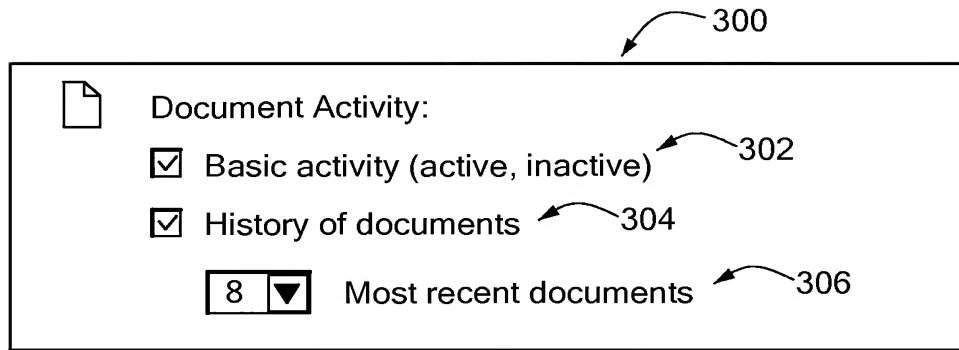 300
Document Activity:
Basic activity (active, inactive) 302
History of documents 304
8 Most recent documents 306